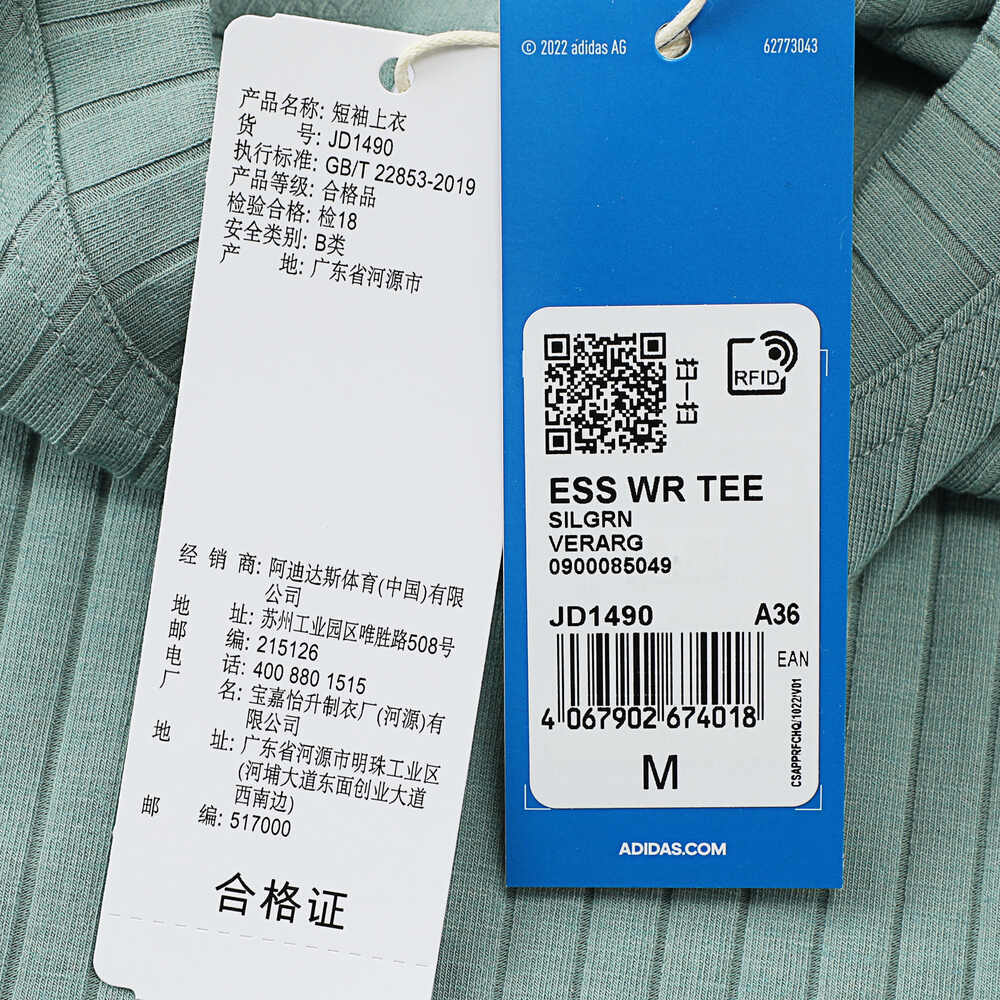 产品名称: 短袖上衣
货 号: JD1490
执行标准: GB/T 22853-2019
产品等级: 合格品
检验合格: 检18
安全类别: B类
产 地: 广东省河源市
经 销 商: 阿迪达斯体育(中国)有限
公司
地 址: 苏州工业园区唯胜路508号
邮 编: 215126
电 话: 400 880 1515
厂 名: 宝嘉怡升制衣厂(河源)有
限公司
地 址: 广东省河源市明珠工业区
(河埔大道东面创业大道
西南边)
邮 编: 517000
合格证
© 2022 adidas AG
62773043
扫一扫
RFID
ESS WR TEE
SILGRN
VERARG
0900085049
JD1490 A36
EAN
4 067902 674018
CSAPPRFCHQ/1022/V01
M
ADIDAS.COM